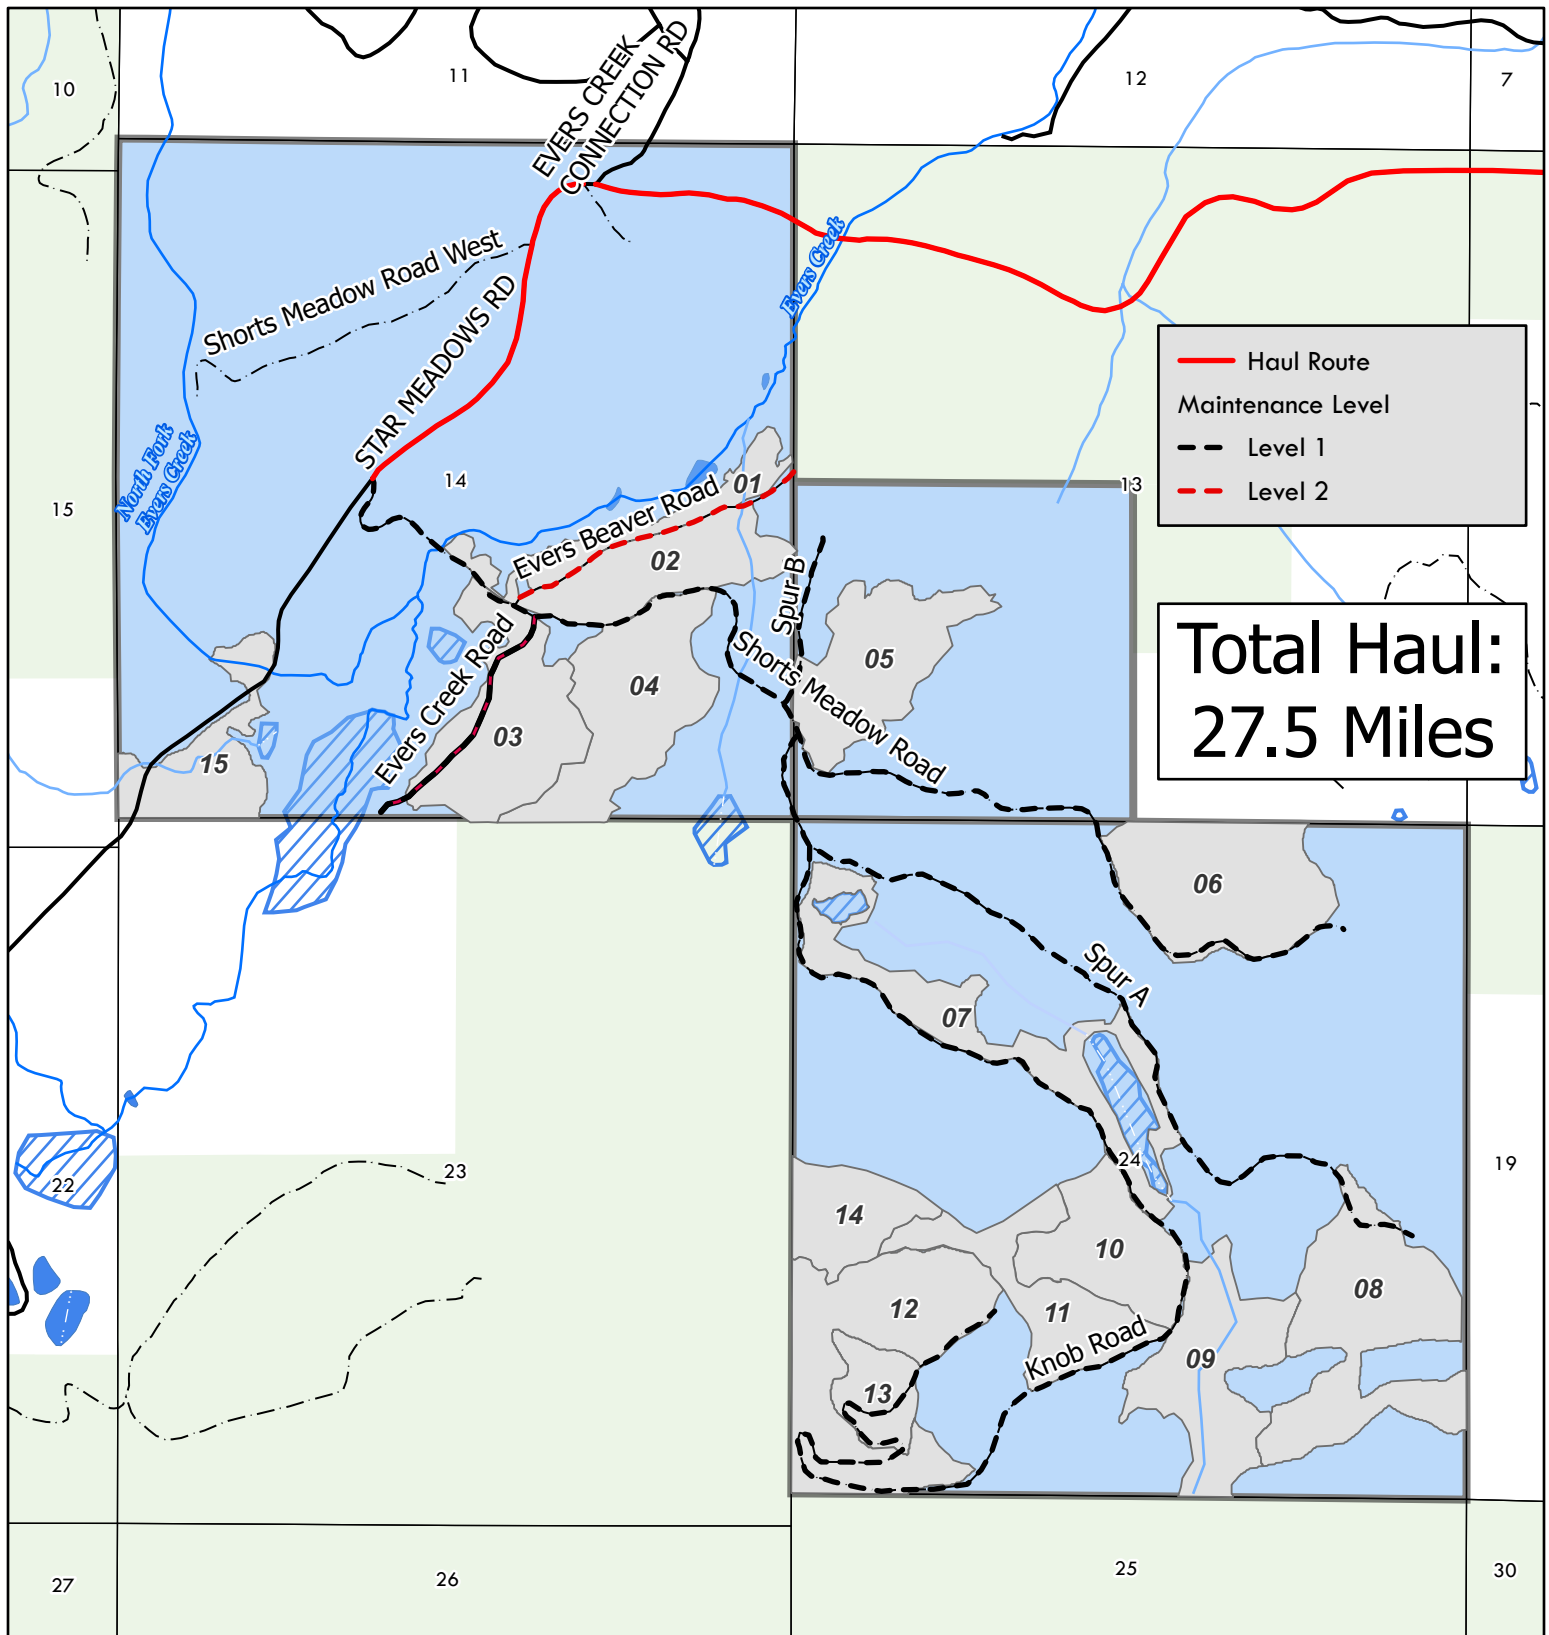 10
11
12
7
EVERS CREEK
CONNECTION RD
Shorts Meadow Road West
STAR MEADOWS RD
Evers Creek
Haul Route
Maintenance Level
Level 1
Level 2
North Fork
Evers Creek
15
14
13
01
Evers Beaver Road
02
Spur B
05
Total Haul:
27.5 Miles
Evers Creek Road
04
03
Shorts Meadow Road
15
06
07
Spur A
22
23
24
19
14
10
12
11
08
Knob Road
09
13
27
26
25
30